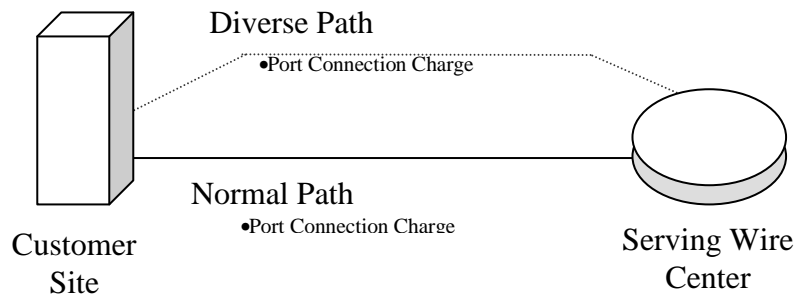 Diverse Path
•Port Connection Charge
Normal Path
•Port Connection Charge
Customer
Site
Serving Wire
Center